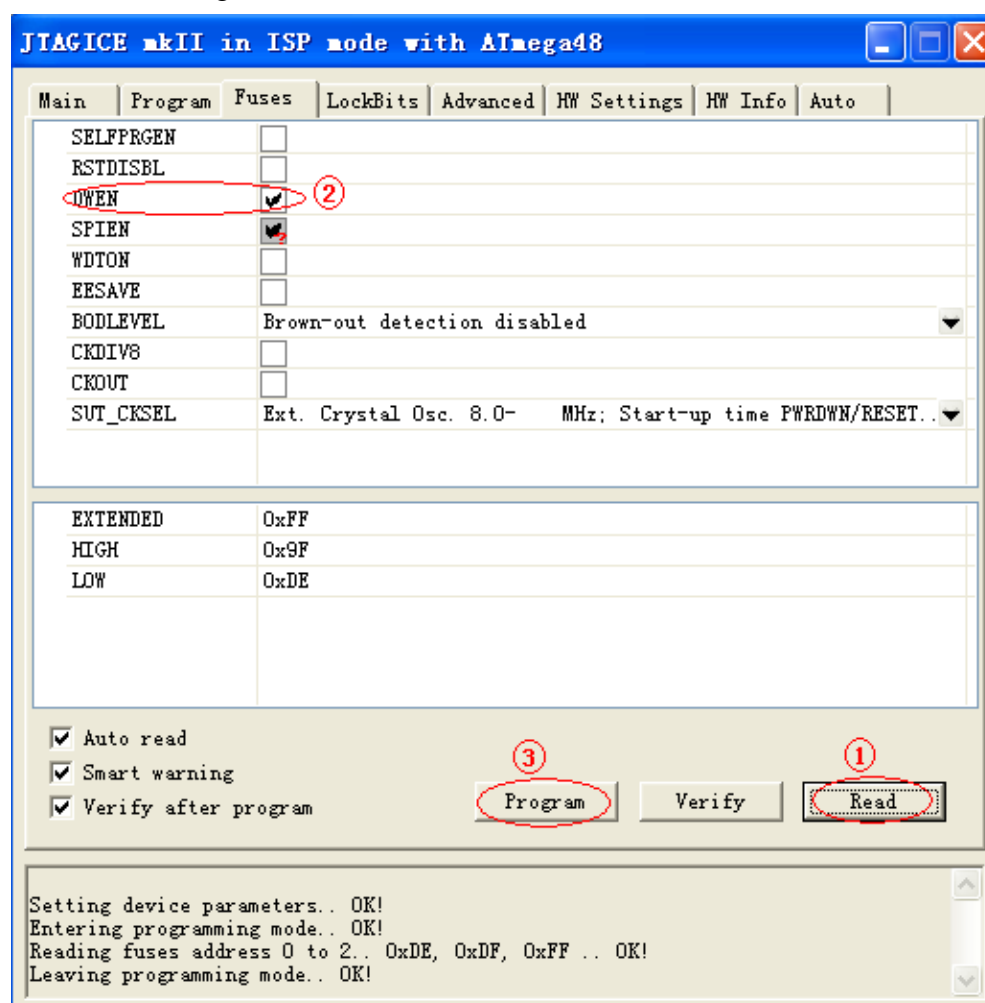 JTAGICE mkII in ISP mode with ATmega48
Main Program Fuses LockBits Advanced HW Settings HW Info Auto
SELFPRGEN
RSTDISBL
DWEN ②
SPIEN ?
WDTON
EESAVE
BODLEVEL Brown-out detection disabled
CKDIV8
CKOUT
SUT_CKSEL Ext. Crystal Osc. 8.0- MHz; Start-up time PWRDWN/RESET..
EXTENDED 0xFF
HIGH 0x9F
LOW 0xDE
Auto read
③ ①
Smart warning
Verify after program Program Verify Read
Setting device parameters.. OK!
Entering programming mode.. OK!
Reading fuses address 0 to 2.. 0xDE, 0xDF, 0xFF .. OK!
Leaving programming mode.. OK!